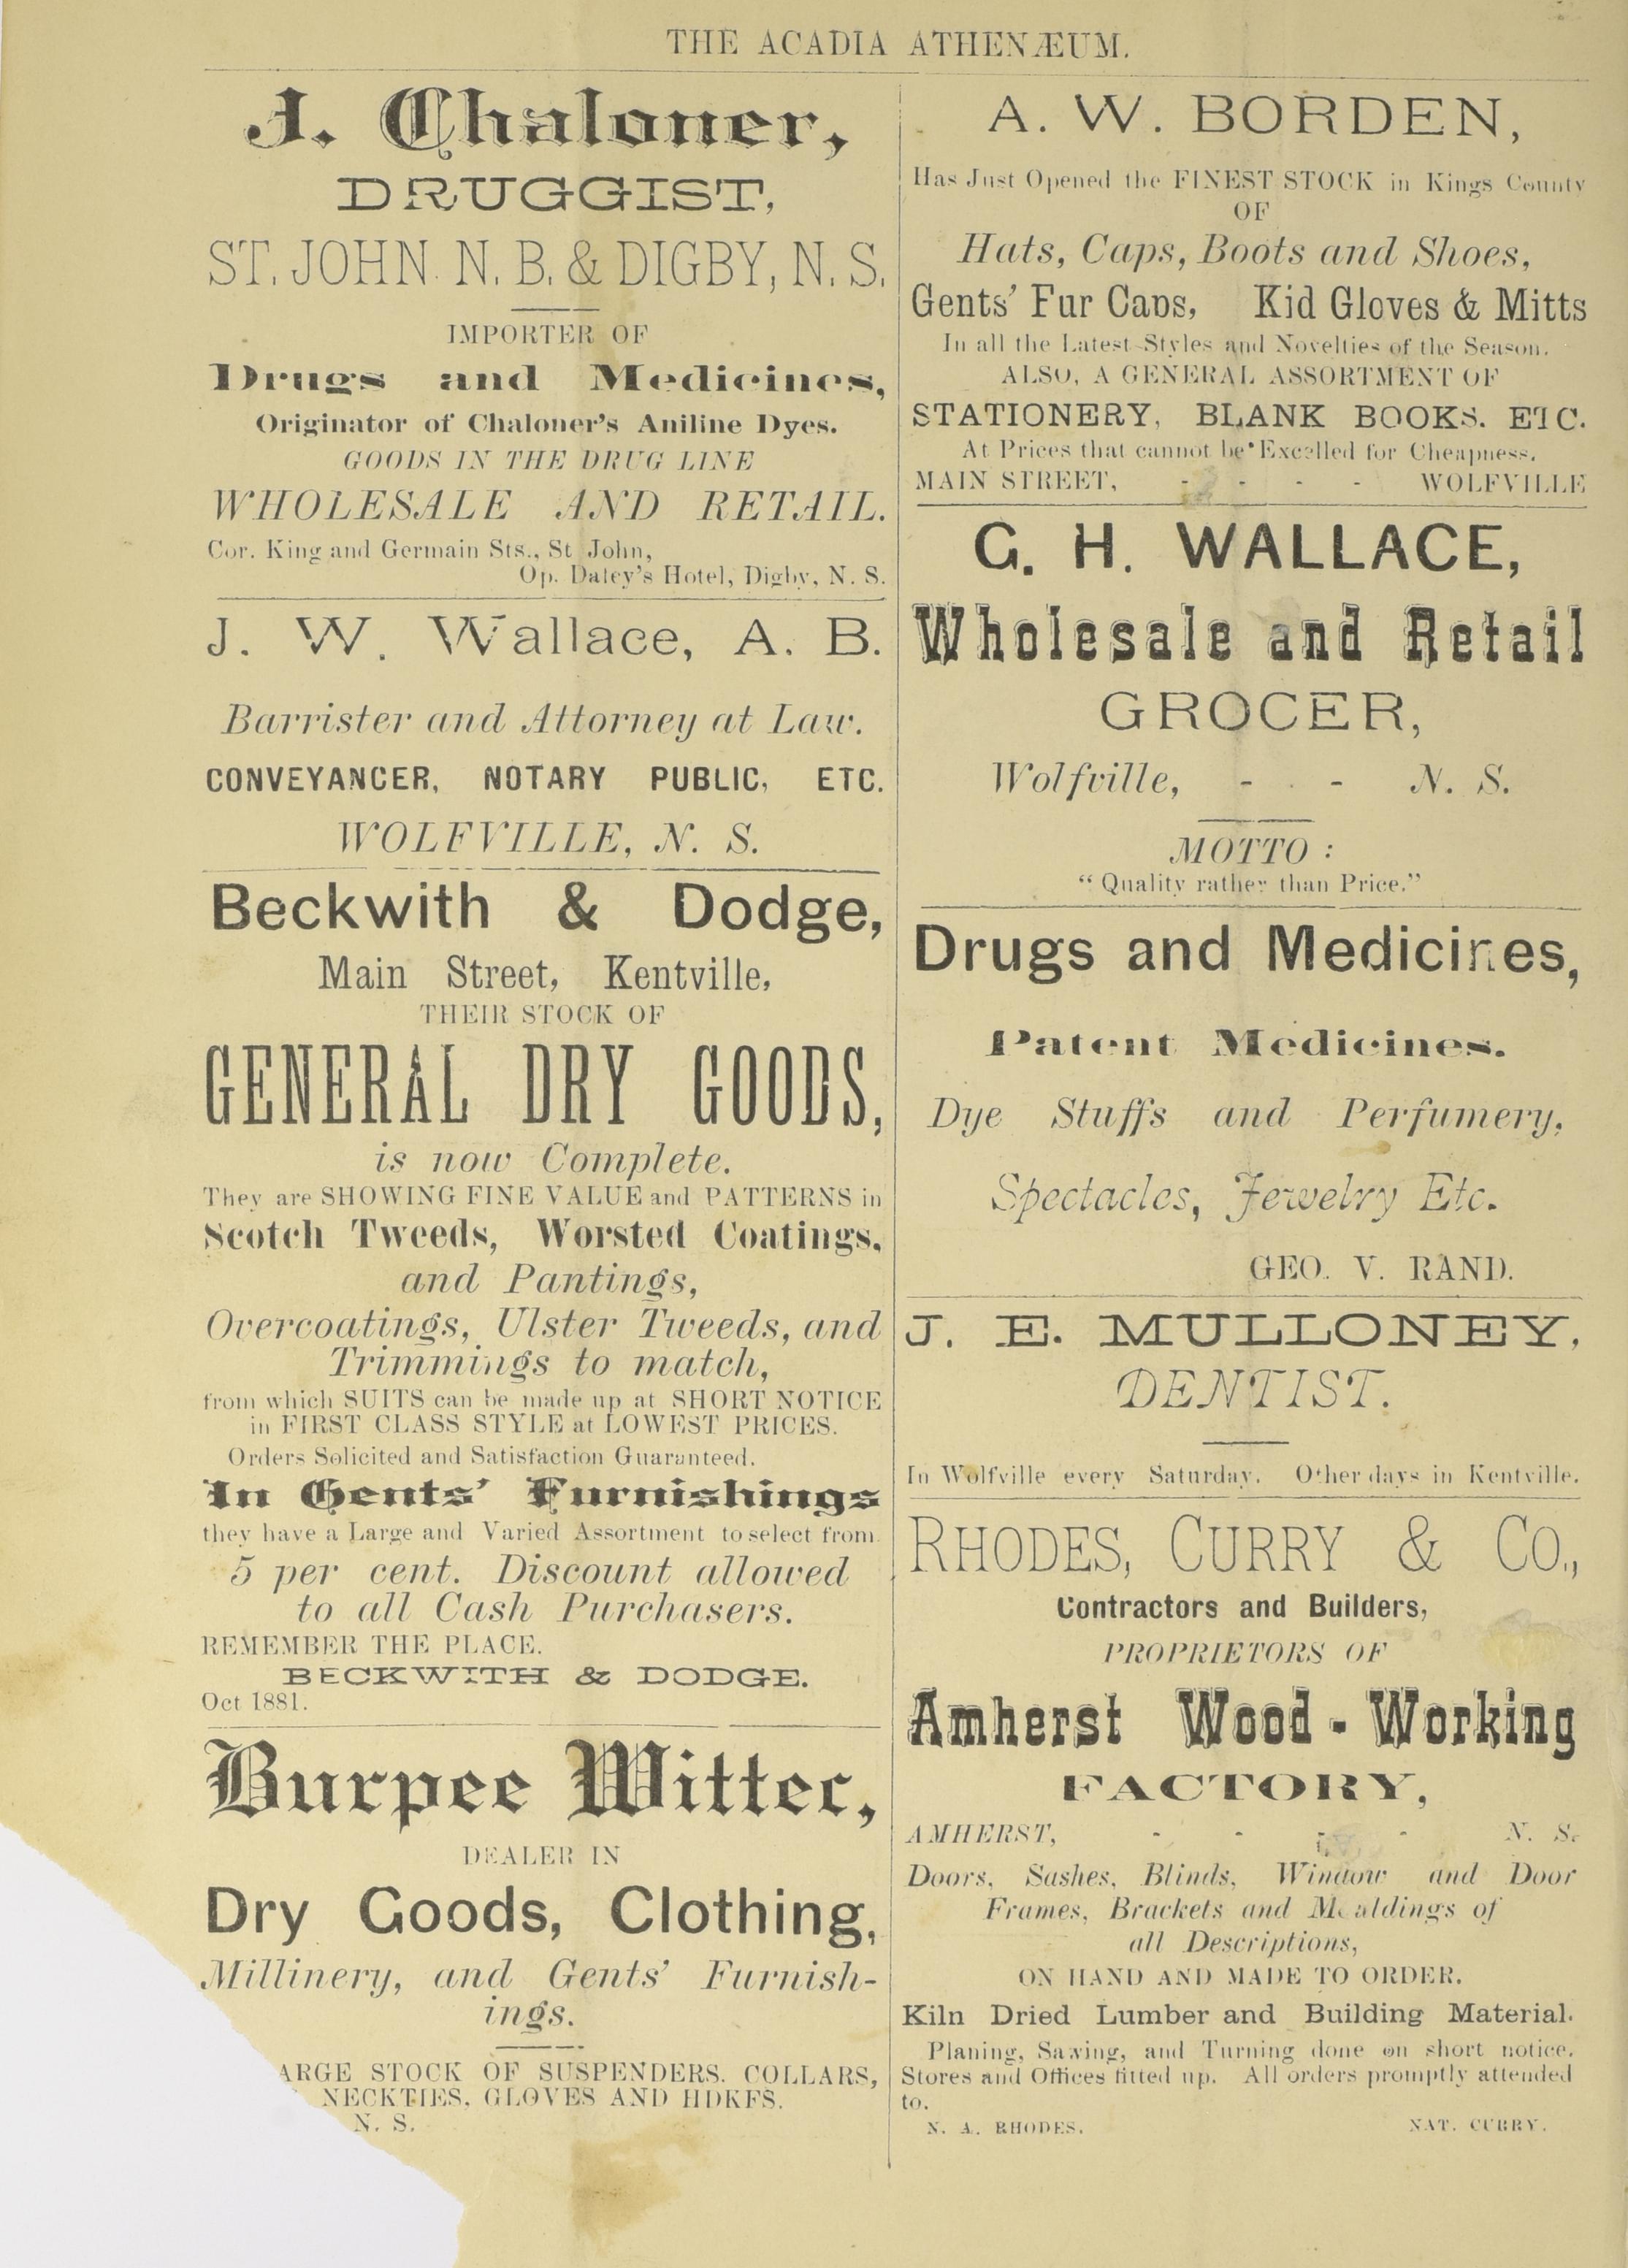 THE ACADIA ATHENÆUM.
J. Chaloner,
DRUGGIST,
ST. JOHN N. B. & DIGBY, N. S.
IMPORTER OF
Drugs and Medicines,
Originator of Chaloner's Aniline Dyes.
GOODS IN THE DRUG LINE
WHOLESALE AND RETAIL.
Cor. King and Germain Sts., St John,
Op. Daley's Hotel, Digby, N. S.
J. W. Wallace, A. B.
Barrister and Attorney at Law.
CONVEYANCER, NOTARY PUBLIC, ETC.
WOLFVILLE, N. S.
Beckwith & Dodge,
Main Street, Kentville,
THEIR STOCK OF
GENERAL DRY GOODS,
is now Complete.
They are SHOWING FINE VALUE and PATTERNS in
Scotch Tweeds, Worsted Coatings,
and Pantings,
Overcoatings, Ulster Tweeds, and
Trimmings to match,
from which SUITS can be made up at SHORT NOTICE
in FIRST CLASS STYLE at LOWEST PRICES.
Orders Solicited and Satisfaction Guaranteed.
In Gents' Furnishings
they have a Large and Varied Assortment to select from.
5 per cent. Discount allowed
to all Cash Purchasers.
REMEMBER THE PLACE.
BECKWITH & DODGE.
Oct 1881.
Burpee Witter,
DEALER IN
Dry Goods, Clothing,
Millinery, and Gents' Furnish-
ings.
ARGE STOCK OF SUSPENDERS. COLLARS,
NECKTIES, GLOVES AND HDKFS.
N. S.
A. W. BORDEN,
Has Just Opened the FINEST STOCK in Kings County
OF
Hats, Caps, Boots and Shoes,
Gents' Fur Caps, Kid Gloves & Mitts
In all the Latest Styles and Novelties of the Season.
ALSO, A GENERAL ASSORTMENT OF
STATIONERY, BLANK BOOKS. ETC.
At Prices that cannot be Excelled for Cheapness.
MAIN STREET, - - - - WOLFVILLE
G. H. WALLACE,
Wholesale and Retail
GROCER,
Wolfville, - - N. S.
MOTTO :
"Quality rather than Price."
Drugs and Medicines,
Patent Medicines.
Dye Stuffs and Perfumery,
Spectacles, Jewelry Etc.
GEO. V. RAND.
J. E. MULLONEY,
DENTIST.
In Wolfville every Saturday. Other days in Kentville.
RHODES, CURRY & CO.,
Contractors and Builders,
PROPRIETORS OF
Amherst Wood - Working
FACTORY,
AMHERST, - - - - N. S.
Doors, Sashes, Blinds, Window and Door
Frames, Brackets and Mouldings of
all Descriptions,
ON HAND AND MADE TO ORDER.
Kiln Dried Lumber and Building Material.
Planing, Sawing, and Turning done on short notice.
Stores and Offices fitted up. All orders promptly attended
to.
N. A. RHODES. NAT. CURRY.